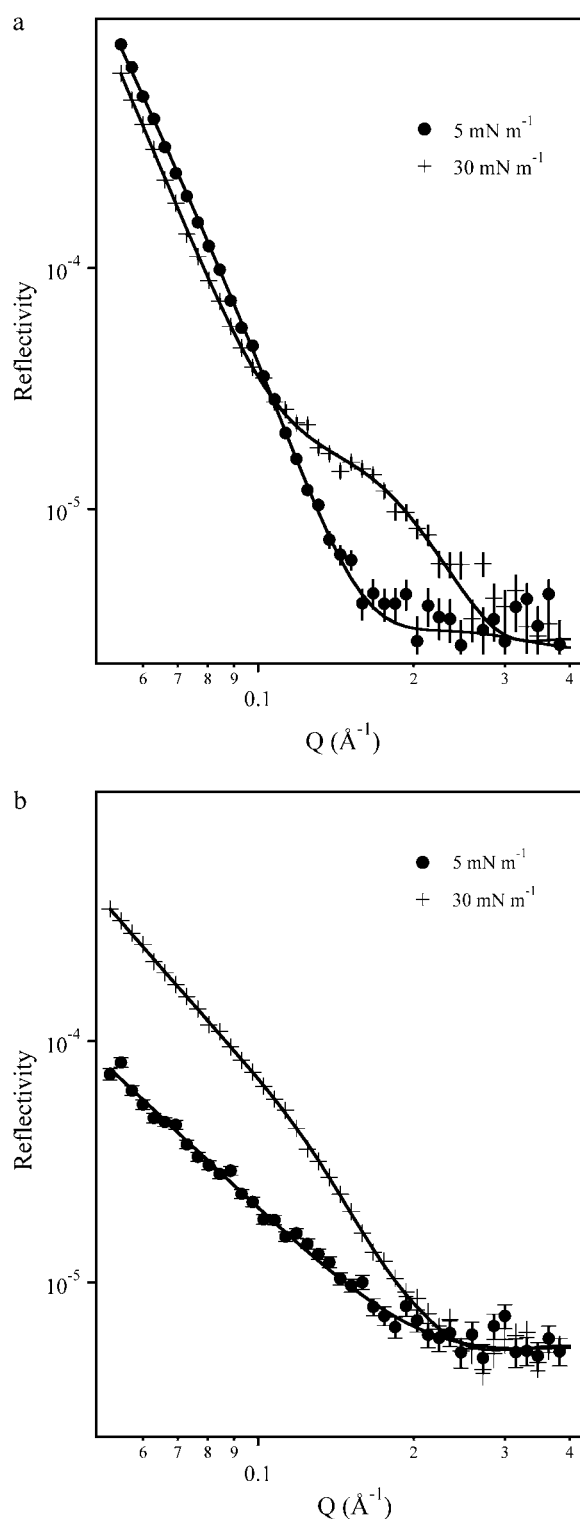 a
5 mN m⁻¹
30 mN m⁻¹
10⁻⁴
Reflectivity
10⁻⁵
6 7 8 9 2 3 4
0.1
Q (Å⁻¹)
b
5 mN m⁻¹
30 mN m⁻¹
10⁻⁴
Reflectivity
10⁻⁵
6 7 8 9 2 3 4
0.1
Q (Å⁻¹)